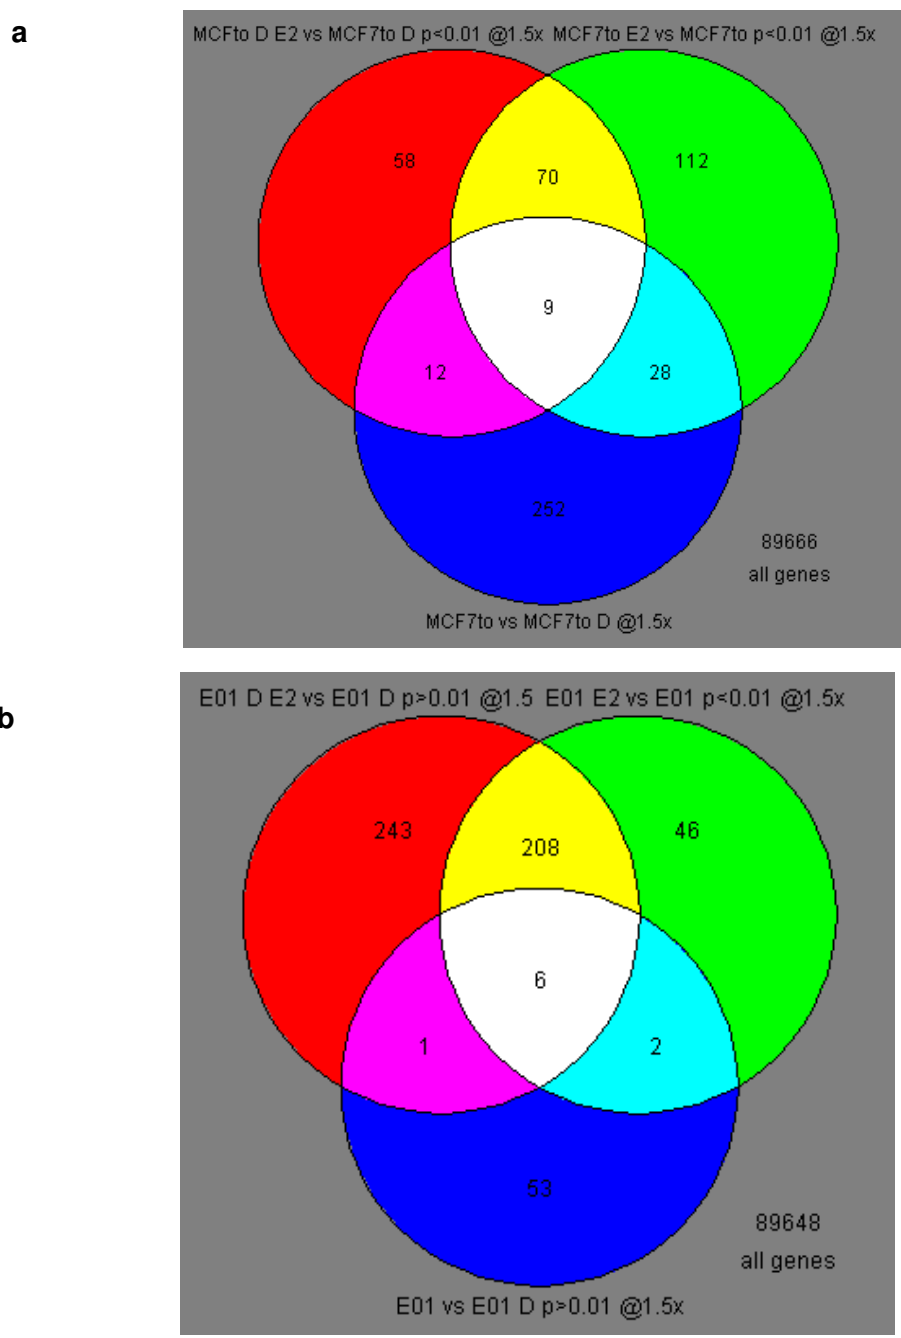 a
MCFto D E2 vs MCF7to D p<0.01 @1.5x MCF7to E2 vs MCF7to p<0.01 @1.5x
58
70
112
9
12
28
252
89666
all genes
MCF7to vs MCF7to D @1.5x
b
E01 D E2 vs E01 D p>0.01 @1.5 E01 E2 vs E01 p<0.01 @1.5x
243
208
46
6
1
2
53
89648
all genes
E01 vs E01 D p>0.01 @1.5x